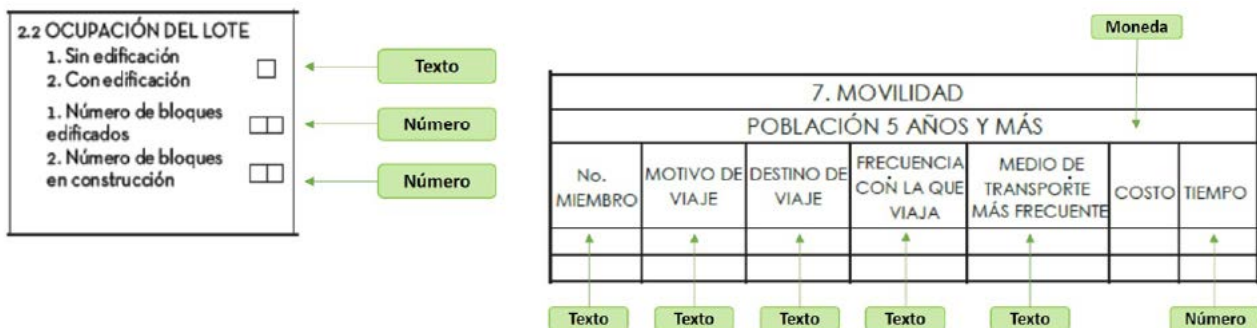 2.2 OCUPACIÓN DEL LOTE
1. Sin edificación
2. Con edificación
1. Número de bloques
edificados
2. Número de bloques
en construcción
Texto
Número
Número
Moneda
7. MOVILIDAD
POBLACIÓN 5 AÑOS Y MÁS
No.
MIEMBRO
MOTIVO DE
VIAJE
DESTINO DE
VIAJE
FRECUENCIA
CON LA QUE
VIAJA
MEDIO DE
TRANSPORTE
MÁS FRECUENTE
COSTO
TIEMPO
Texto
Texto
Texto
Texto
Texto
Número